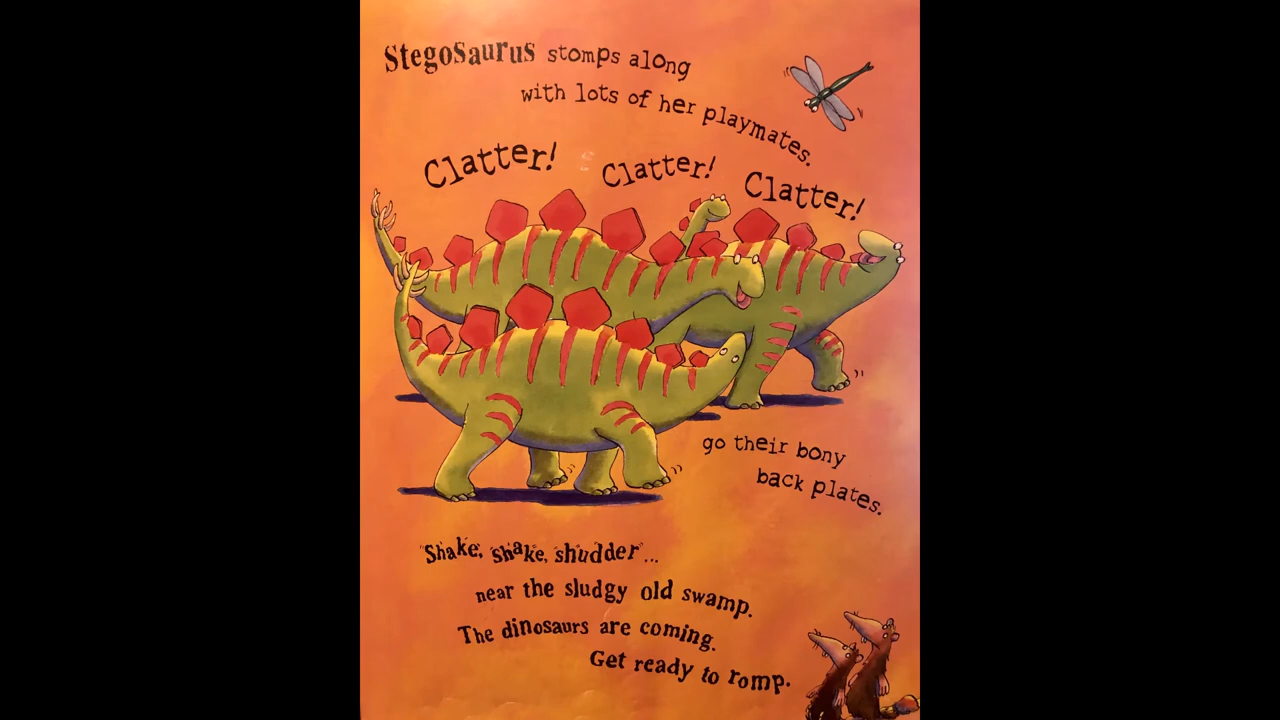 Stegosaurus stomps along
with lots of her playmates.
Clatter! Clatter! Clatter!
go their bony
back plates.
"Shake, shake, shudder"...
near the sludgy old swamp.
The dinosaurs are coming.
Get ready to romp.